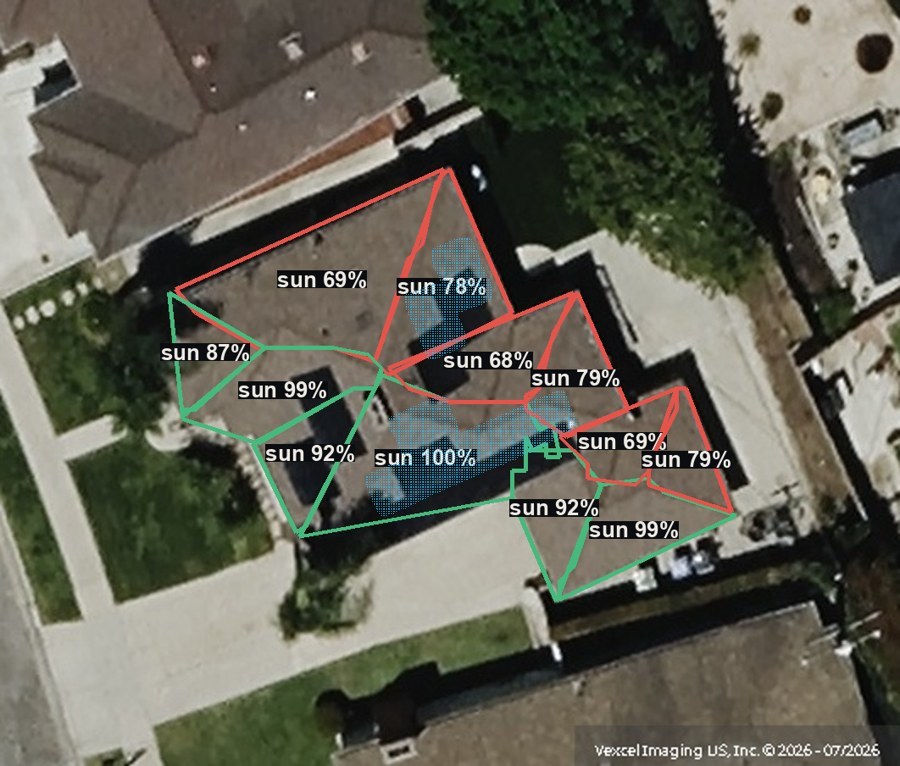 sun 69%
sun 78%
sun 87%
sun 68%
sun 99%
sun 79%
sun 69%
sun 92%
sun 100%
sun 79%
sun 92%
sun 99%
Vexcel Imaging US, Inc. © 2026 - 07/2026